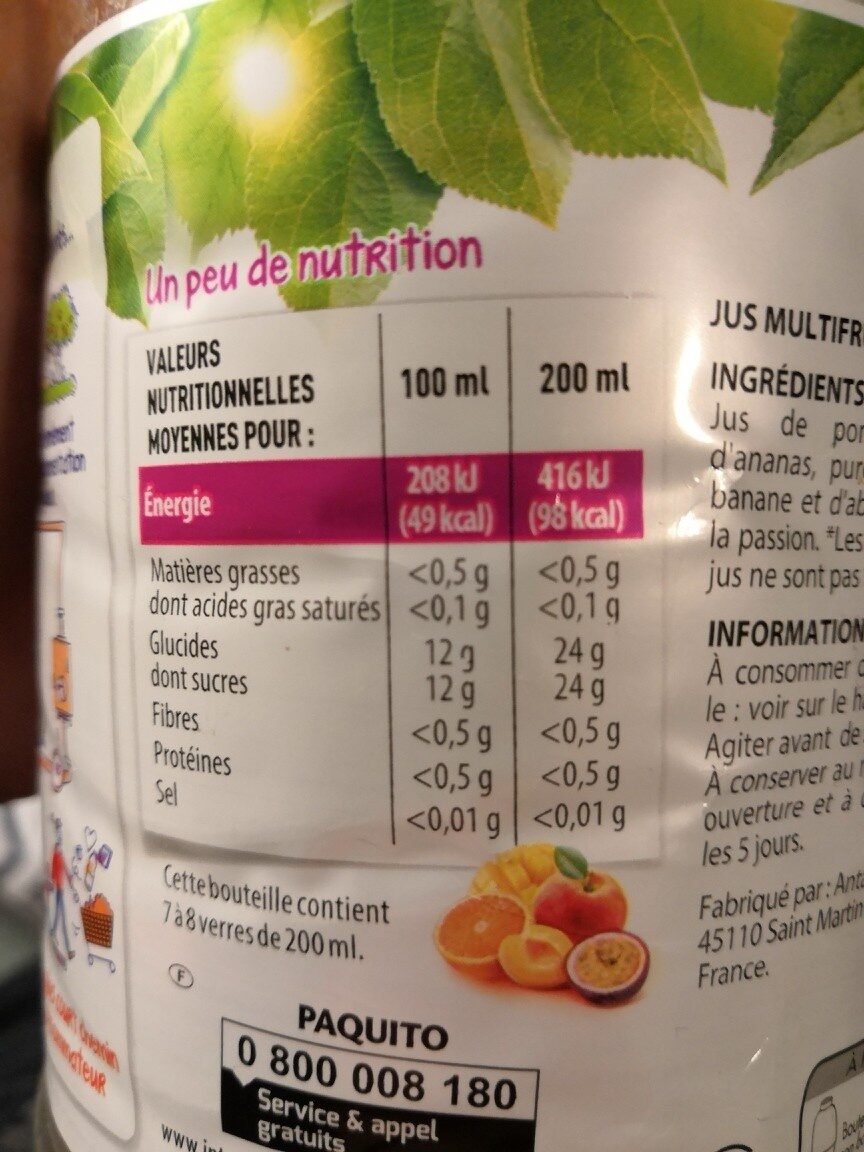 Un peu de nutrition
VALEURS NUTRITIONNELLES MOYENNES POUR : 100 ml 200 ml
Énergie 208 kJ (49 kcal) 416 kJ (98 kcal)
Matières grasses <0,5 g <0,5 g
dont acides gras saturés <0,1 g <0,1 g
Glucides 12 g 24 g
dont sucres 12 g 24 g
Fibres <0,5 g <0,5 g
Protéines <0,5 g <0,5 g
Sel <0,01 g <0,01 g
Cette bouteille contient
7 à 8 verres de 200 ml.
F
PAQUITO
0 800 008 180
Service & appel
gratuits
JUS
INGRÉDIENTS
Jus de
d'ananas,
banane et
la passion. *Les
jus ne sont pas
INFORMATION
À consommer
le : voir sur le
Agiter avant de
À conserver au
ouverture et à
les 5 jours.
Fabriqué par :
45110 Saint Martin
France.